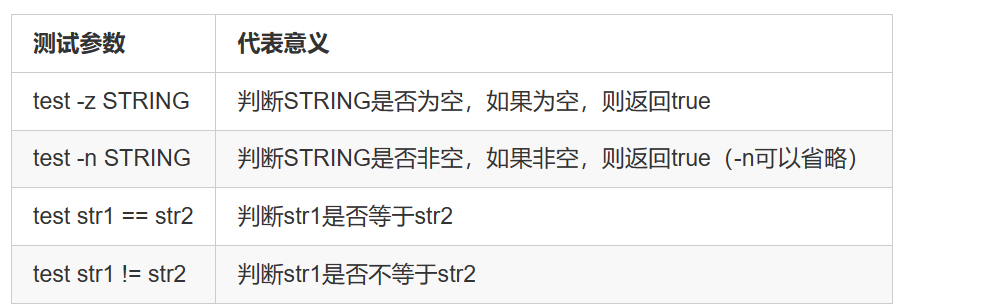 测试参数 代表意义
test -z STRING 判断STRING是否为空，如果为空，则返回true
test -n STRING 判断STRING是否非空，如果非空，则返回true（-n可以省略）
test str1 == str2 判断str1是否等于str2
test str1 != str2 判断str1是否不等于str2